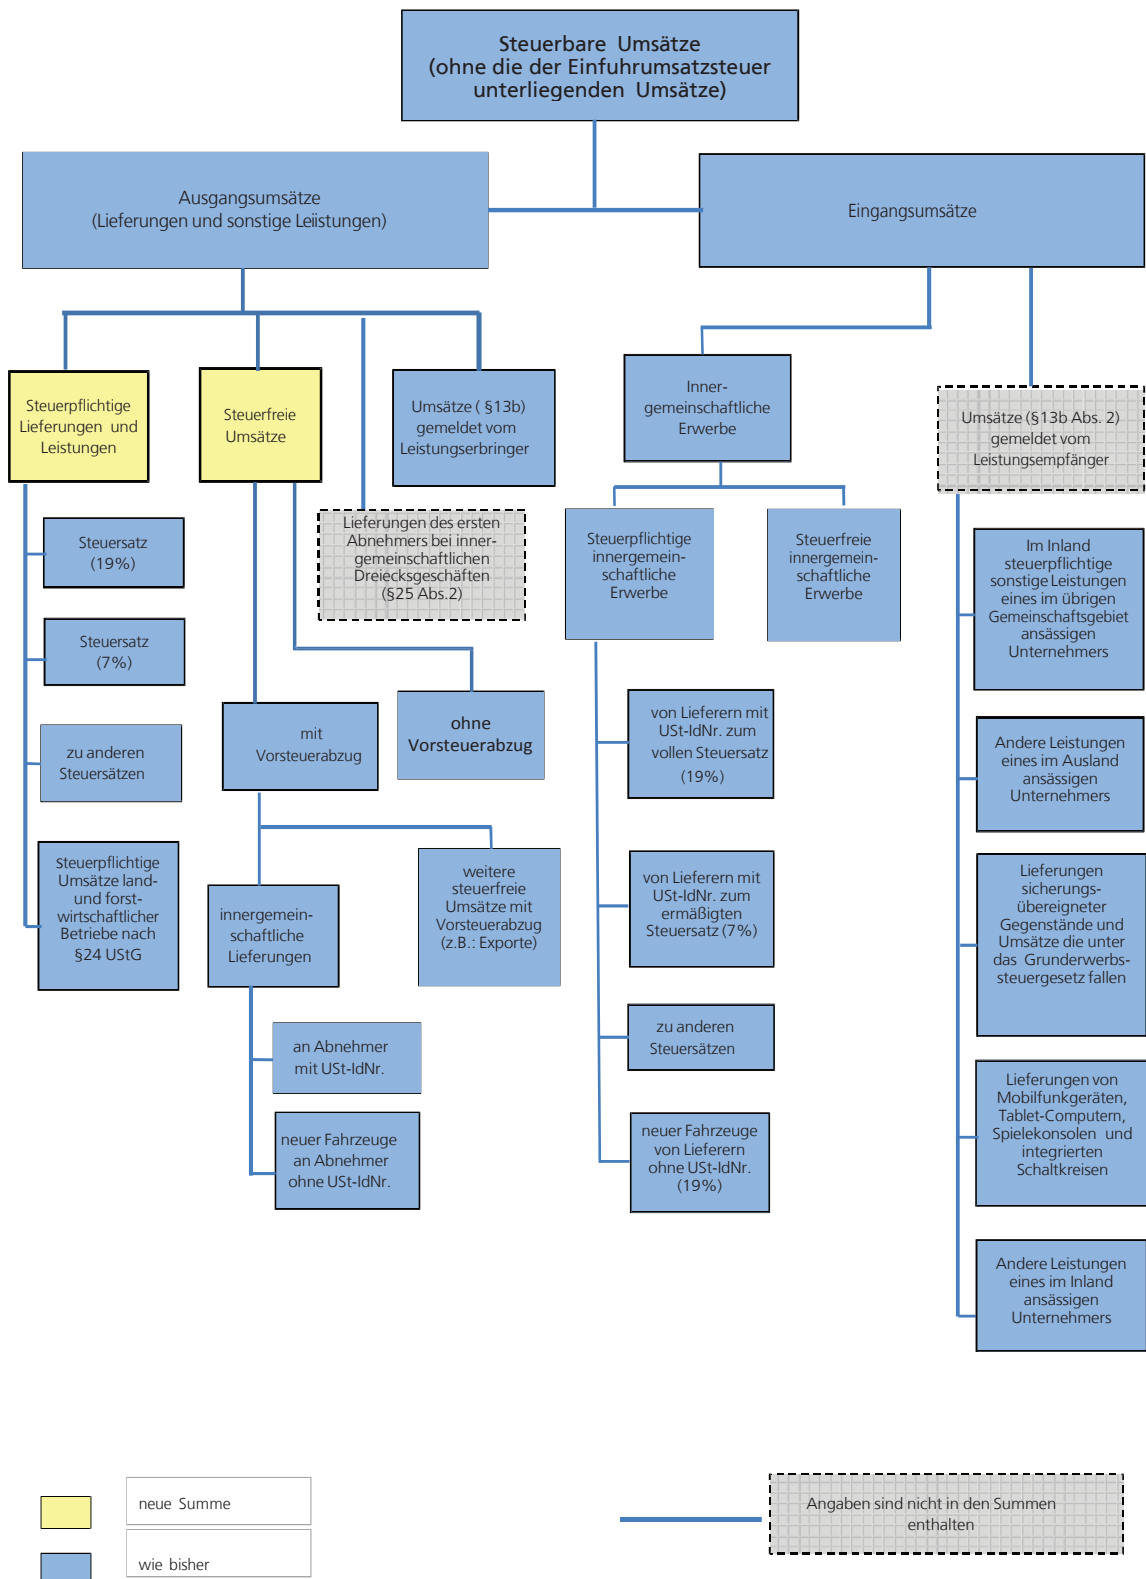 Steuerbare Umsätze
(ohne die der Einfuhrumsatzsteuer
unterliegenden Umsätze)
Ausgangsumsätze
(Lieferungen und sonstige Leiistungen)
Eingangsumsätze
Steuerpflichtige
Lieferungen und
Leistungen
Steuerfreie
Umsätze
Umsätze ( §13b)
gemeldet vom
Leistungserbringer
Inner-
gemeinschaftliche
Erwerbe
Umsätze (§13b Abs. 2)
gemeldet vom
Leistungsempfänger
Lieferungen des ersten
Abnehmers bei inner-
gemeinschaftlichen
Dreiecksgeschäften
(§25 Abs.2)
Steuersatz
(19%)
Steuersatz
(7%)
zu anderen
Steuersätzen
steuerpflichtige
Umsätze land-
und forst-
wirtschaftlicher
Betriebe nach
§24 UStG
mit
Vorsteuerabzug
ohne
Vorsteuerabzug
innergemein-
schaftliche
Lieferungen
weitere
steuerfreie
Umsätze mit
Vorsteuerabzug
(z.B.: Exporte)
an Abnehmer
mit USt-IdNr.
neuer Fahrzeuge
an Abnehmer
ohne USt-IdNr.
Steuerpflichtige
innergemein-
schaftliche
Erwerbe
Steuerfreie
innergemein-
schaftliche
Erwerbe
von Lieferern mit
USt-IdNr. zum
vollen Steuersatz
(19%)
von Lieferern mit
USt-IdNr. zum
ermäßigten
Steuersatz (7%)
zu anderen
Steuersätzen
neuer Fahrzeuge
von Lieferern
ohne USt-IdNr.
(19%)
Im Inland
steuerpflichtige
sonstige Leistungen
eines im übrigen
Gemeinschaftsgebiet
ansässigen
Unternehmers
Andere Leistungen
eines im Ausland
ansässigen
Unternehmers
Lieferungen
sicherungs-
übereigneter
Gegenstände und
Umsätze die unter
das Grunderwerbs-
steuergesetz fallen
Lieferungen von
Mobilfunkgeräten,
Tablet-Computern,
Spielekonsolen und
integrierten
Schaltkreisen
Andere Leistungen
eines im Inland
ansässigen
Unternehmers
neue Summe
wie bisher
Angaben sind nicht in den Summen
enthalten